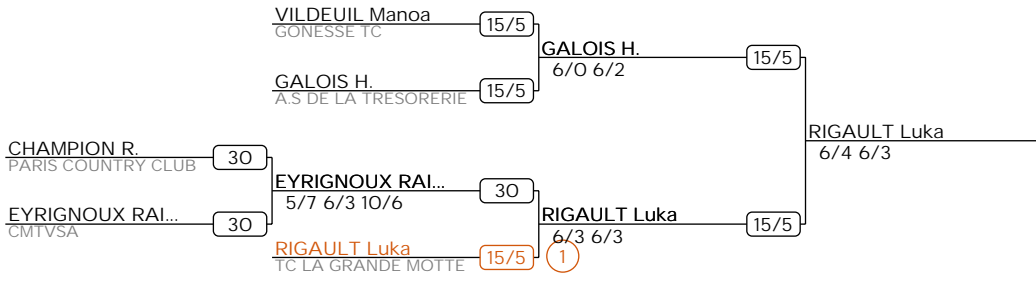 VILDEUIL Manoa
GONESSE TC
15/5
GALOIS H.
6/0 6/2
15/5
GALOIS H.
A.S DE LA TRESORERIE
15/5
RIGAULT Luka
6/4 6/3
CHAMPION R.
PARIS COUNTRY CLUB
30
EYRIGNOUX RAI...
5/7 6/3 10/6
30
EYRIGNOUX RAI...
CMTVSA
30
RIGAULT Luka
6/3 6/3
15/5
RIGAULT Luka
TC LA GRANDE MOTTE
15/5
1